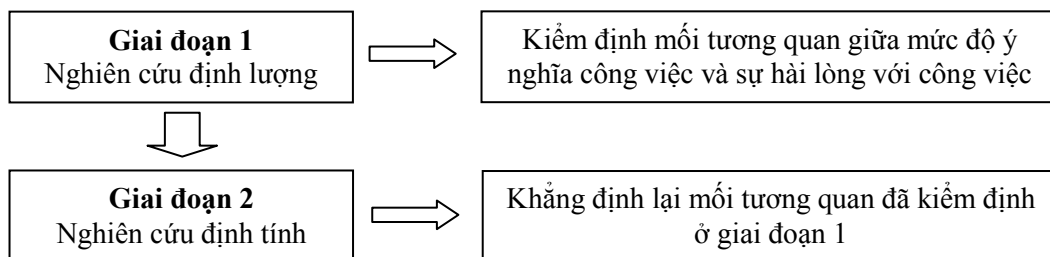 Giai đoạn 1
Nghiên cứu định lượng
Kiểm định mối tương quan giữa mức độ ý
nghĩa công việc và sự hài lòng với công việc
Giai đoạn 2
Nghiên cứu định tính
Khẳng định lại mối tương quan đã kiểm định
ở giai đoạn 1